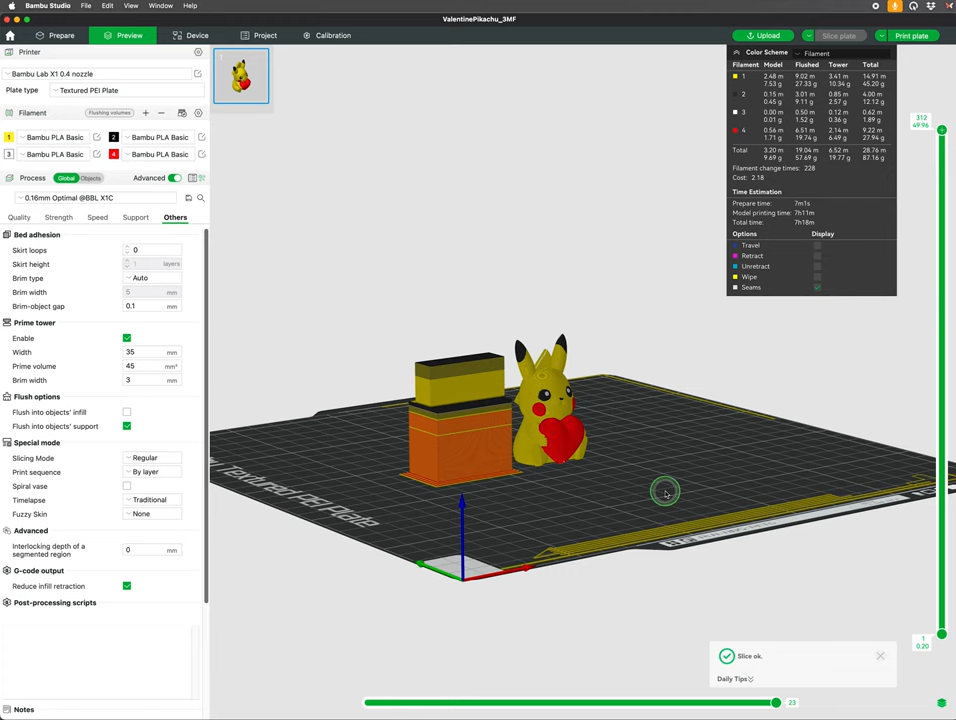 Bambu Studio File Edit View Objects Window Help
ValentinePikachu_3MF
Prepare Preview Device Project Calibration Upload Slice plate Print plate
Printer
Bambu Lab X1 0.4 nozzle
Plate type Textured PEI Plate
Filament Flushing volumes
1 Bambu PLA Basic 2 Bambu PLA Basic
3 Bambu PLA Basic 4 Bambu PLA Basic
Process Global Objects Advanced
0.16mm Optimal @BBL X1C
Quality Strength Speed Support Others
Bed adhesion
Skirt loops 0
Skirt height 1 layers
Brim type Auto
Brim width 5 mm
Brim-object gap 0.1 mm
Prime tower
Enable
Width 35 mm
Prime volume 45 mm³
Brim width 3 mm
Flush options
Flush into objects' infill
Flush into objects' support
Special mode
Slicing Mode Regular
Print sequence By layer
Spiral vase
Timelapse Traditional
Fuzzy Skin None
Advanced
Interlocking depth of a
segmented region 0 mm
G-code output
Reduce infill retraction
Post-processing scripts
Notes
1
Textured PEI Plate
Color Scheme Filament
Filament Model Flushed Tower Total
1 2.48 m 9.02 m 3.41 m 14.91 m
7.53 g 27.33 g 10.34 g 45.20 g
2 0.15 m 3.01 m 0.85 m 4.00 m
0.45 g 9.11 g 2.57 g 12.12 g
3 0.00 m 0.50 m 0.12 m 0.62 m
0.01 g 1.52 g 0.36 g 1.89 g
4 0.56 m 6.51 m 2.14 m 9.22 m
1.71 g 19.74 g 6.49 g 27.94 g
Total 3.20 m 19.04 m 6.52 m 28.76 m
9.69 g 57.69 g 19.77 g 87.16 g
Filament change times: 228
Cost: 2.18
Time Estimation
Prepare time: 7m1s
Model printing time: 7h11m
Total time: 7h18m
Options Display
Travel
Retract
Unretract
Wipe
Seams
312
49.96
1
0.20
Slice ok.
Daily Tips
23